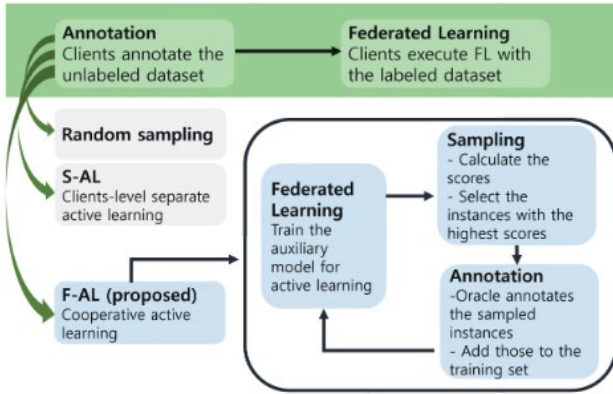 Annotation
Clients annotate the
unlabeled dataset
Federated Learning
Clients execute FL with
the labeled dataset
Random sampling
S-AL
Clients-level separate
active learning
F-AL (proposed)
Cooperative active
learning
Federated
Learning
Train the
auxiliary
model for
active learning
Sampling
- Calculate the
scores
- Select the
instances with the
highest scores
Annotation
-Oracle annotates
the sampled
instances
- Add those to the
training set